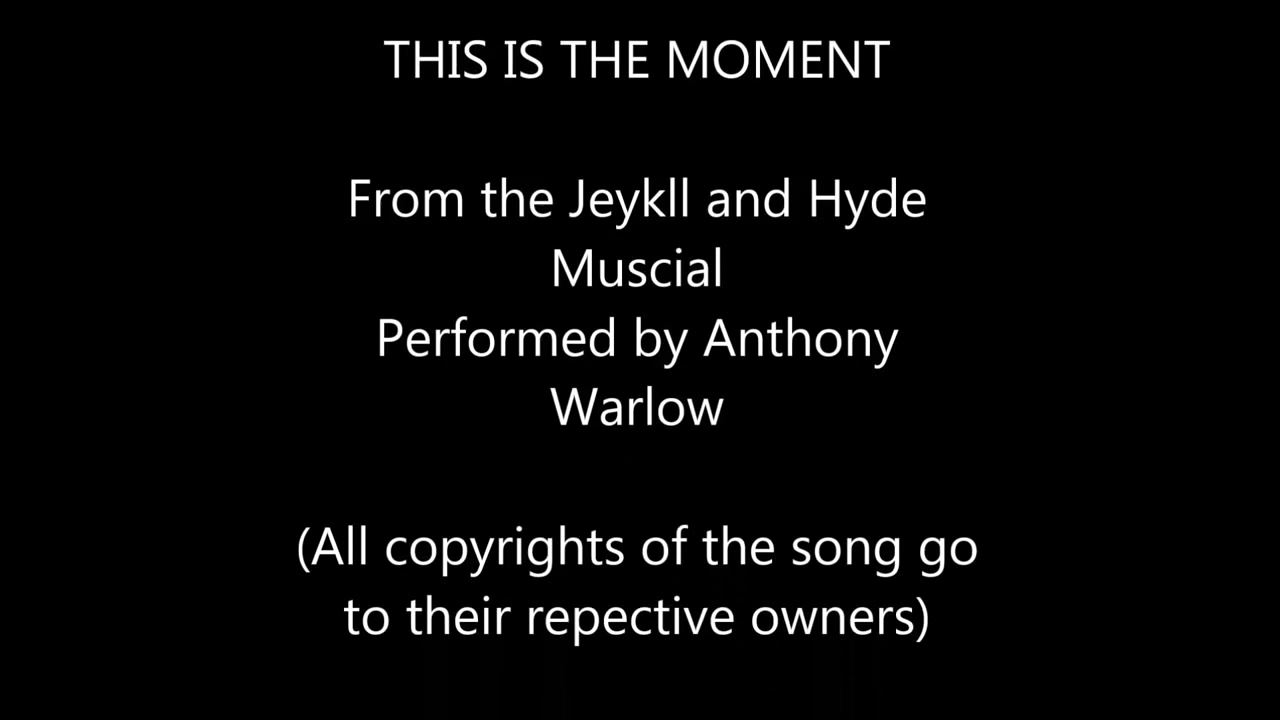 THIS IS THE MOMENT
From the Jeykll and Hyde
Muscial
Performed by Anthony
Warlow
(All copyrights of the song go
to their repective owners)